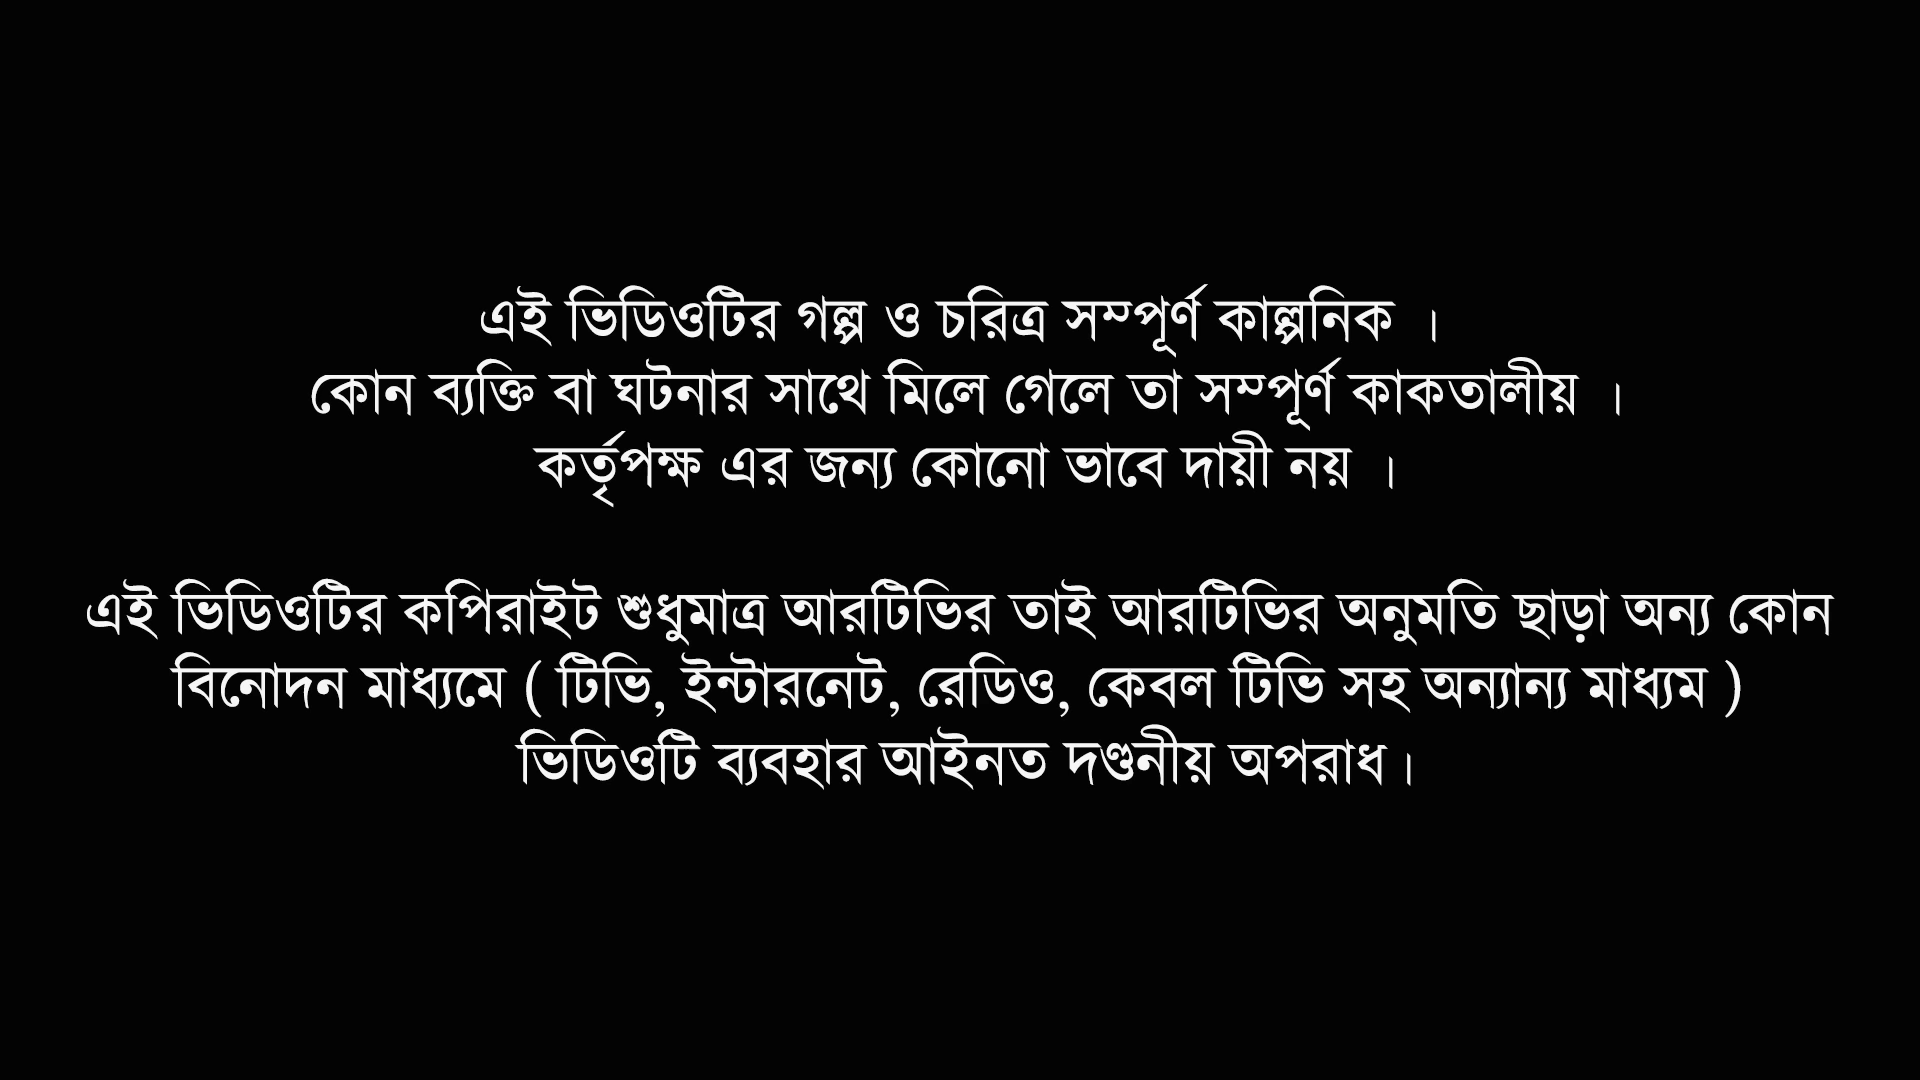 এই ভিডিওটির গল্প ও চরিত্র সম্পূর্ণ কাল্পনিক ।
কোন ব্যক্তি বা ঘটনার সাথে মিলে গেলে তা সম্পূর্ণ কাকতালীয় ।
কর্তৃপক্ষ এর জন্য কোনো ভাবে দায়ী নয় ।
এই ভিডিওটির কপিরাইট শুধুমাত্র আরটিভির তাই আরটিভির অনুমতি ছাড়া অন্য কোন
বিনোদন মাধ্যমে ( টিভি, ইন্টারনেট, রেডিও, কেবল টিভি সহ অন্যান্য মাধ্যম )
ভিডিওটি ব্যবহার আইনত দণ্ডনীয় অপরাধ।